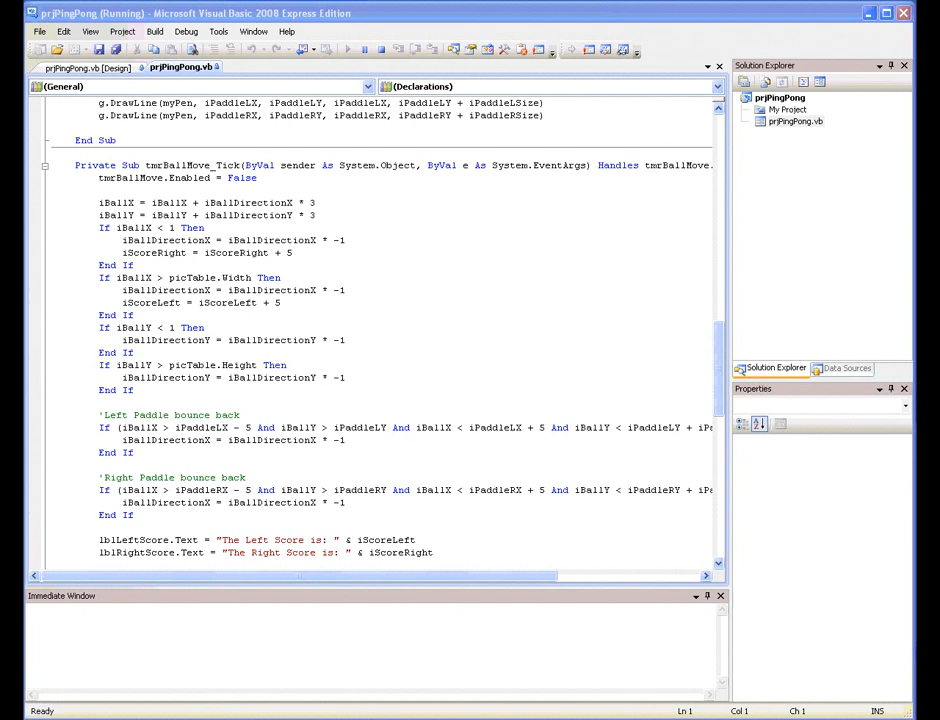 prjPingPong (Running) - Microsoft Visual Basic 2008 Express Edition
File Edit View Project Build Debug Tools Window Help
prjPingPong.vb [Design] prjPingPong.vb
(General) (Declarations)
g.DrawLine(myPen, iPaddleLX, iPaddleLY, iPaddleLX, iPaddleLY + iPaddleLSize)
g.DrawLine(myPen, iPaddleRX, iPaddleRY, iPaddleRX, iPaddleRY + iPaddleRSize)
End Sub
Private Sub tmrBallMove_Tick(ByVal sender As System.Object, ByVal e As System.EventArgs) Handles tmrBallMove.
tmrBallMove.Enabled = False
iBallX = iBallX + iBallDirectionX * 3
iBallY = iBallY + iBallDirectionY * 3
If iBallX < 1 Then
iBallDirectionX = iBallDirectionX * -1
iScoreRight = iScoreRight + 5
End If
If iBallX > picTable.Width Then
iBallDirectionX = iBallDirectionX * -1
iScoreLeft = iScoreLeft + 5
End If
If iBallY < 1 Then
iBallDirectionY = iBallDirectionY * -1
End If
If iBallY > picTable.Height Then
iBallDirectionY = iBallDirectionY * -1
End If
'Left Paddle bounce back
If (iBallX > iPaddleLX - 5 And iBallY > iPaddleLY And iBallX < iPaddleLX + 5 And iBallY < iPaddleLY + iPa
iBallDirectionX = iBallDirectionX * -1
End If
'Right Paddle bounce back
If (iBallX > iPaddleRX - 5 And iBallY > iPaddleRY And iBallX < iPaddleRX + 5 And iBallY < iPaddleRY + iPa
iBallDirectionX = iBallDirectionX * -1
End If
lblLeftScore.Text = "The Left Score is: " & iScoreLeft
lblRightScore.Text = "The Right Score is: " & iScoreRight
Immediate Window
Solution Explorer
prjPingPong
My Project
prjPingPong.vb
Solution Explorer Data Sources
Properties
Ready Ln 1 Col 1 Ch 1 INS